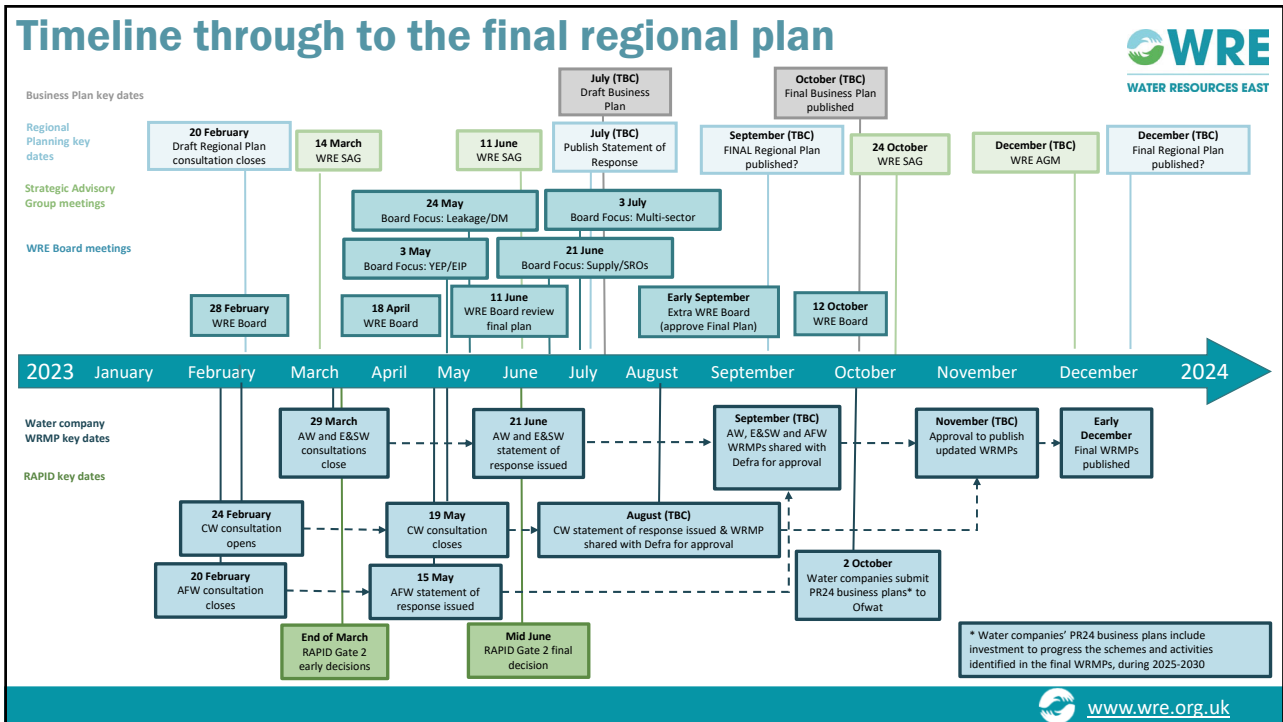 Timeline through to the final regional plan
WRE
WATER RESOURCES EAST
Business Plan key dates
July (TBC)
Draft Business
Plan
October (TBC)
Final Business Plan
published
Regional
Planning key
dates
20 February
Draft Regional Plan
consultation closes
14 March
WRE SAG
11 June
WRE SAG
July (TBC)
Publish Statement of
Response
September (TBC)
FINAL Regional Plan
published?
24 October
WRE SAG
December (TBC)
WRE AGM
December (TBC)
Final Regional Plan
published?
Strategic Advisory
Group meetings
24 May
Board Focus: Leakage/DM
3 July
Board Focus: Multi-sector
WRE Board meetings
3 May
Board Focus: YEP/EIP
21 June
Board Focus: Supply/SROs
28 February
WRE Board
18 April
WRE Board
11 June
WRE Board review
final plan
Early September
Extra WRE Board
(approve Final Plan)
12 October
WRE Board
2023 January February March April May June July August September October November December 2024
Water company
WRMP key dates
29 March
AW and E&SW
consultations
close
21 June
AW and E&SW
statement of
response issued
September (TBC)
AW, E&SW and AFW
WRMPs shared with
Defra for approval
November (TBC)
Approval to publish
updated WRMPs
Early
December
Final WRMPs
published
RAPID key dates
24 February
CW consultation
opens
19 May
CW consultation
closes
August (TBC)
CW statement of response issued & WRMP
shared with Defra for approval
20 February
AFW consultation
closes
15 May
AFW statement of
response issued
2 October
Water companies submit
PR24 business plans* to
Ofwat
End of March
RAPID Gate 2
early decisions
Mid June
RAPID Gate 2 final
decision
* Water companies' PR24 business plans include
investment to progress the schemes and activities
identified in the final WRMPs, during 2025-2030
www.wre.org.uk